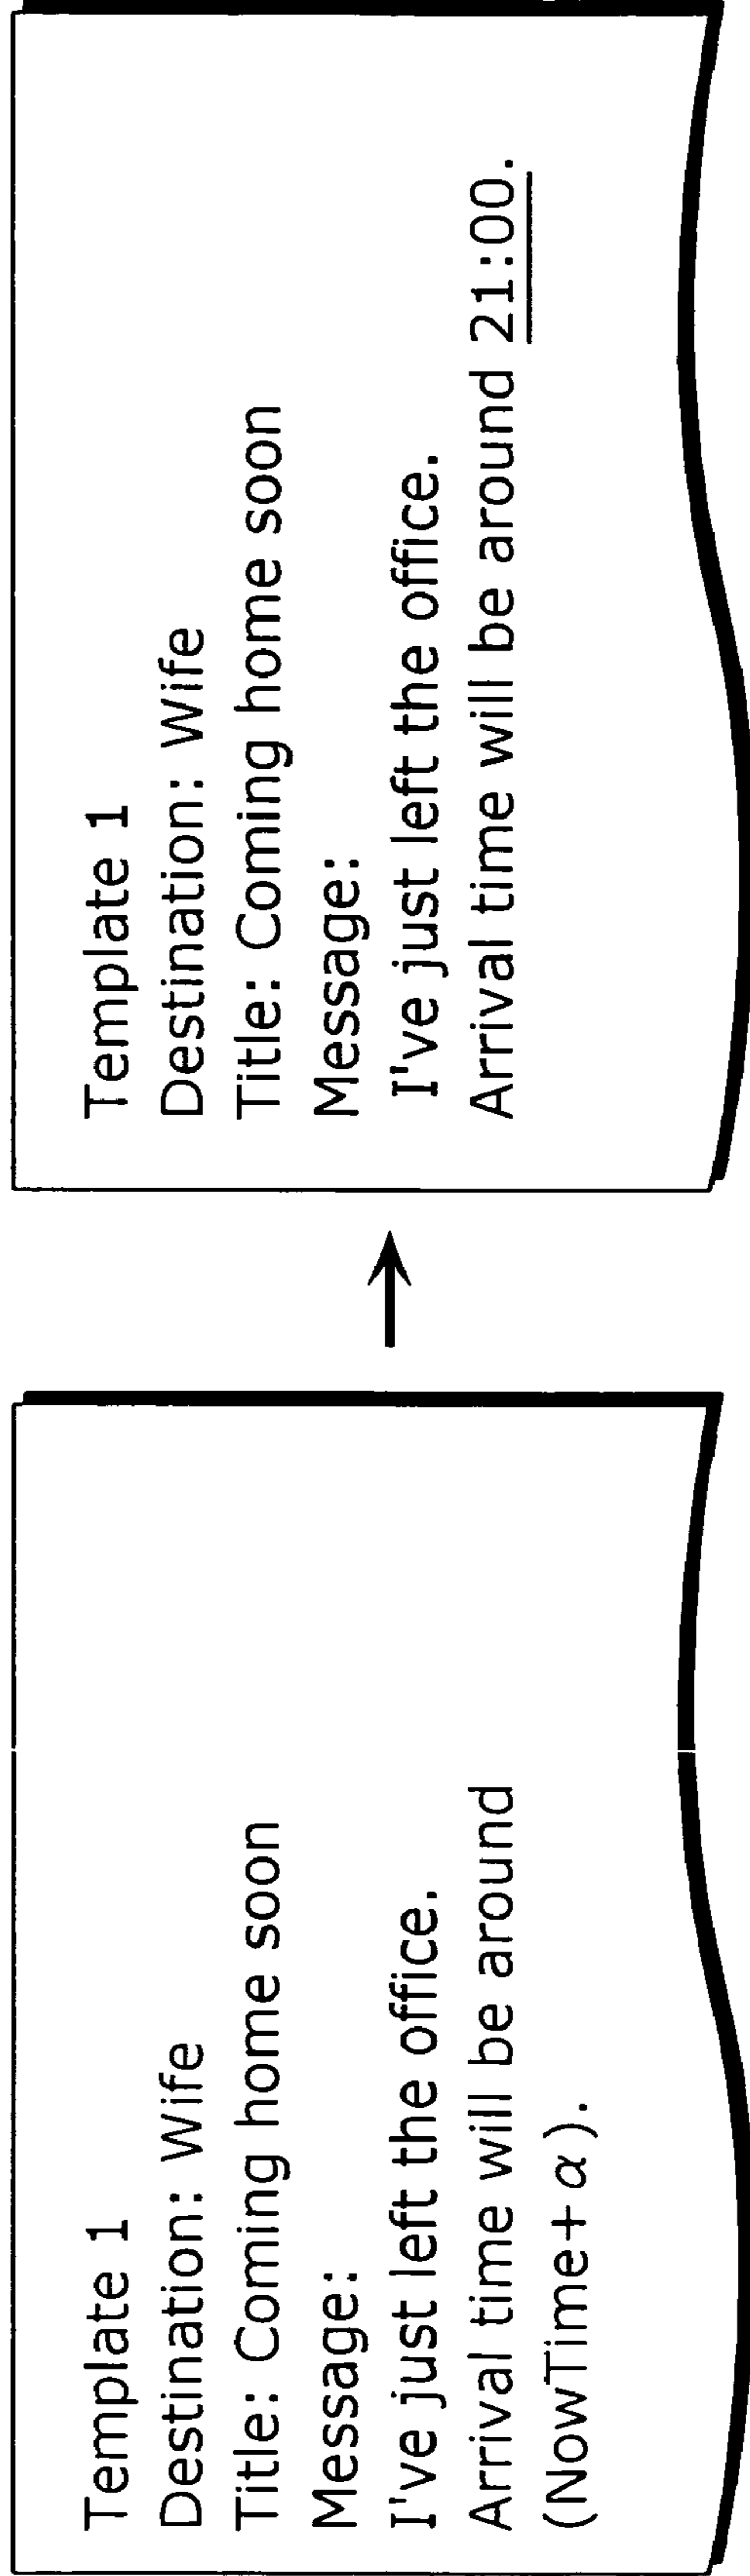 Template 1
Destination: Wife
Title: Coming home soon
Message:
I've just left the office.
Arrival time will be around
(NowTime+α).
Template 1
Destination: Wife
Title: Coming home soon
Message:
I've just left the office.
Arrival time will be around 21:00.